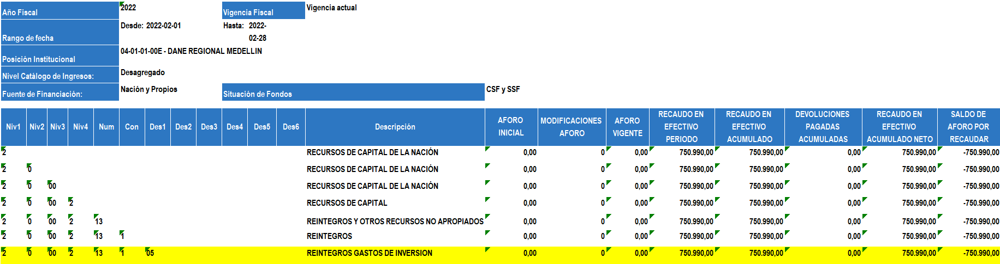 Año Fiscal 2022 Vigencia Fiscal Vigencia actual
Rango de fecha Desde: 2022-02-01 Hasta: 2022-
02-28
Posición Institucional 04-01-01-00E - DANE REGIONAL MEDELLIN
Nivel Catálogo de Ingresos: Desagregado
Fuente de Financiación: Nación y Propios Situación de Fondos CSF y SSF
Niv1 Niv2 Niv3 Niv4 Num Con Des1 Des2 Des3 Des4 Des5 Des6 Descripción AFORO INICIAL MODIFICACIONES AFORO AFORO VIGENTE RECAUDO EN EFECTIVO PERIODO RECAUDO EN EFECTIVO ACUMULADO DEVOLUCIONES PAGADAS ACUMULADAS RECAUDO EN EFECTIVO ACUMULADO NETO SALDO DE AFORO POR RECAUDAR
2 RECURSOS DE CAPITAL DE LA NACIÓN 0,00 0 0,00 750.990,00 750.990,00 0,00 750.990,00 -750.990,00
2 0 RECURSOS DE CAPITAL DE LA NACIÓN 0,00 0 0,00 750.990,00 750.990,00 0,00 750.990,00 -750.990,00
2 0 00 RECURSOS DE CAPITAL DE LA NACIÓN 0,00 0 0,00 750.990,00 750.990,00 0,00 750.990,00 -750.990,00
2 0 00 2 RECURSOS DE CAPITAL 0,00 0 0,00 750.990,00 750.990,00 0,00 750.990,00 -750.990,00
2 0 00 2 13 REINTEGROS Y OTROS RECURSOS NO APROPIADOS 0,00 0 0,00 750.990,00 750.990,00 0,00 750.990,00 -750.990,00
2 0 00 2 13 1 REINTEGROS 0,00 0 0,00 750.990,00 750.990,00 0,00 750.990,00 -750.990,00
2 0 00 2 13 1 05 REINTEGROS GASTOS DE INVERSION 0,00 0 0,00 750.990,00 750.990,00 0,00 750.990,00 -750.990,00